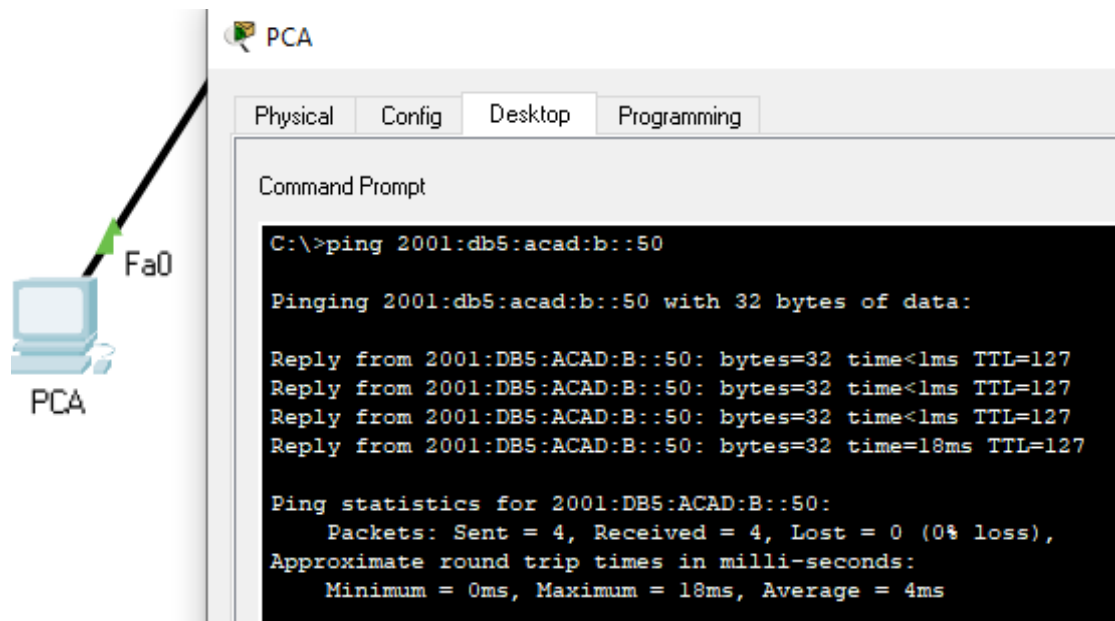 PCA
Physical Config Desktop Programming
Command Prompt
C:\>ping 2001:db5:acad:b::50
Pinging 2001:db5:acad:b::50 with 32 bytes of data:
Reply from 2001:DB5:ACAD:B::50: bytes=32 time<1ms TTL=127
Reply from 2001:DB5:ACAD:B::50: bytes=32 time<1ms TTL=127
Reply from 2001:DB5:ACAD:B::50: bytes=32 time<1ms TTL=127
Reply from 2001:DB5:ACAD:B::50: bytes=32 time=18ms TTL=127
Ping statistics for 2001:DB5:ACAD:B::50:
Packets: Sent = 4, Received = 4, Lost = 0 (0% loss),
Approximate round trip times in milli-seconds:
Minimum = 0ms, Maximum = 18ms, Average = 4ms
Fa0
PCA